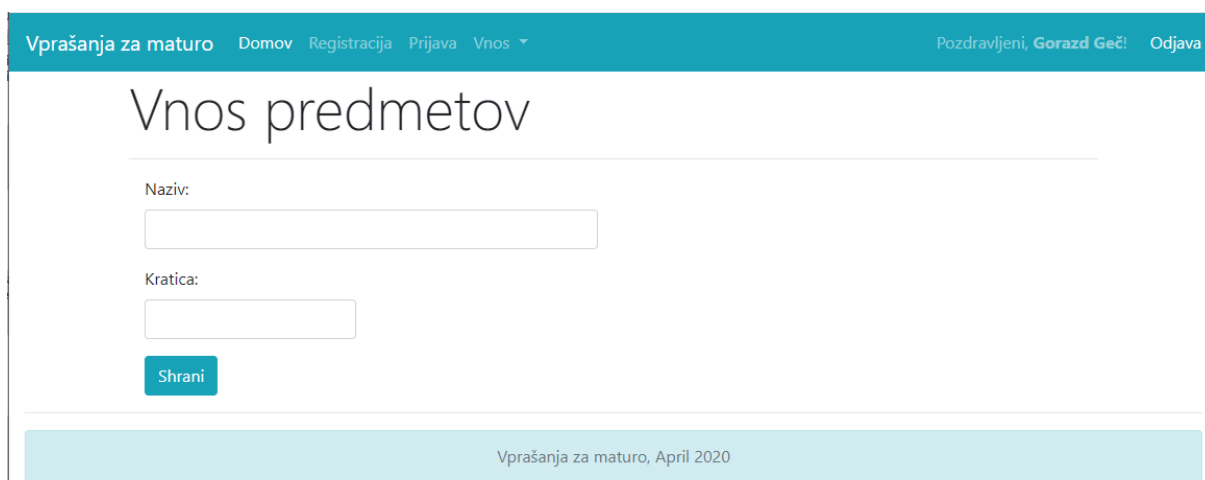 Vprašanja za maturo Domov Registracija Prijava Vnos Pozdravljeni, Gorazd Geč! Odjava
Vnos predmetov
Naziv:
Kratica:
Shrani
Vprašanja za maturo, April 2020